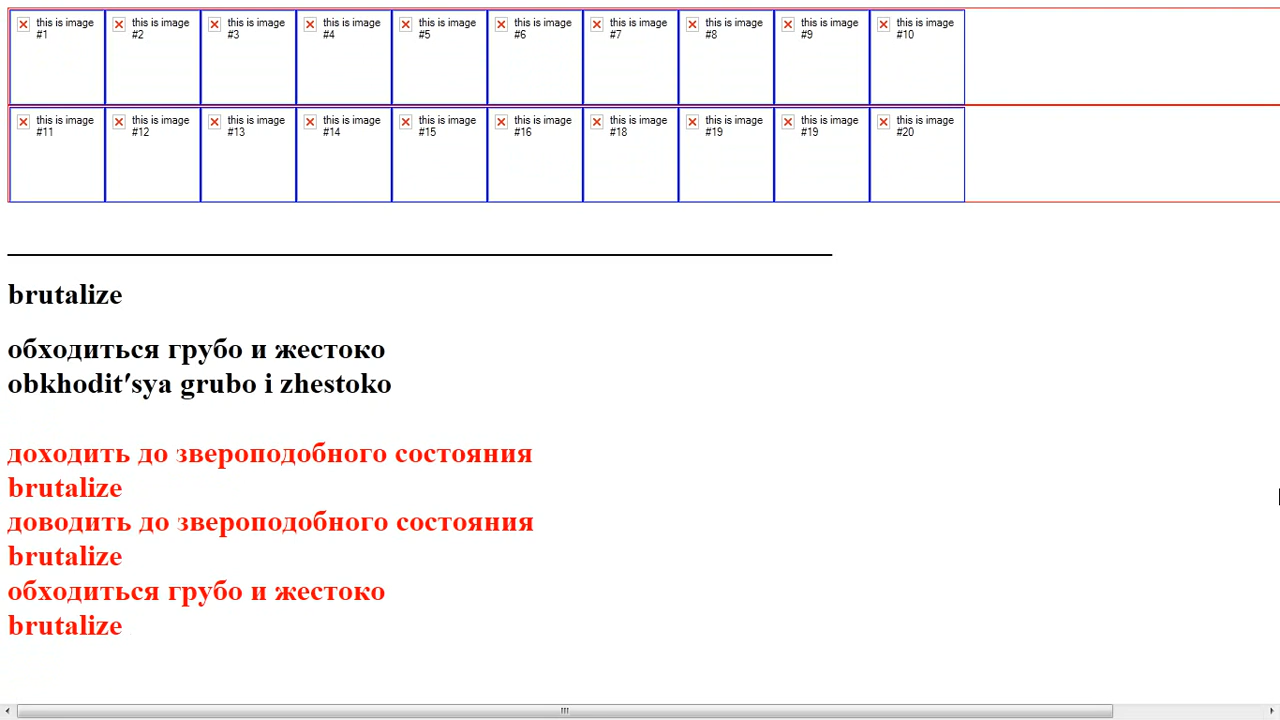 this is image #1 this is image #2 this is image #3 this is image #4 this is image #5 this is image #6 this is image #7 this is image #8 this is image #9 this is image #10
this is image #11 this is image #12 this is image #13 this is image #14 this is image #15 this is image #16 this is image #18 this is image #19 this is image #19 this is image #20
brutalize
обходиться грубо и жестоко
obkhodit′sya grubo i zhestoko
доходить до звероподобного состояния
brutalize
доводить до звероподобного состояния
brutalize
обходиться грубо и жестоко
brutalize